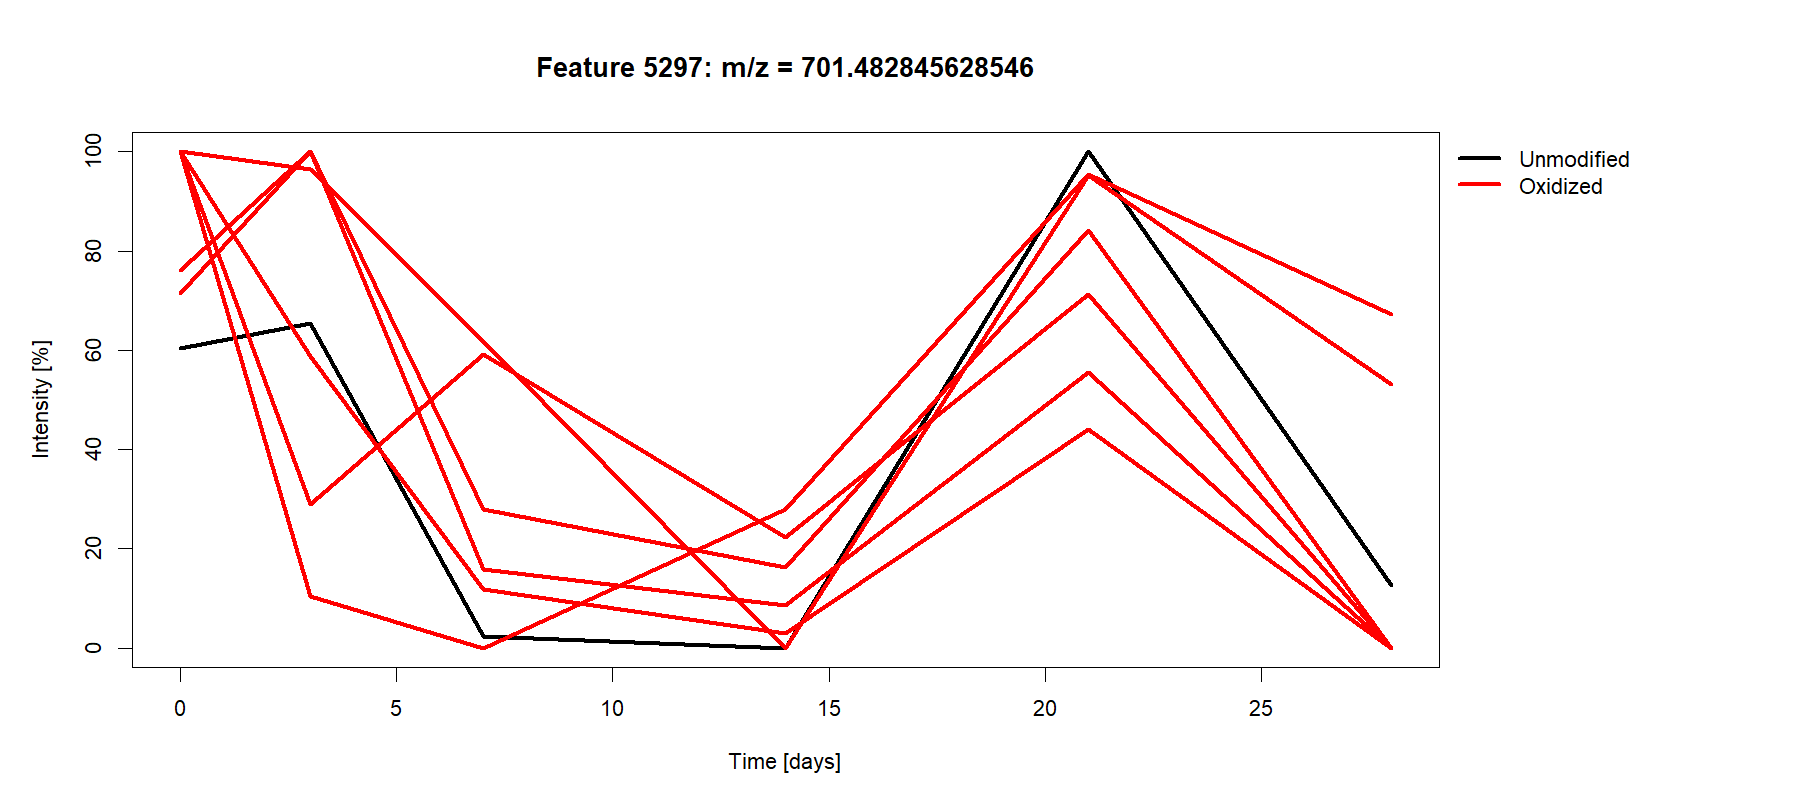 Feature 5297: m/z = 701.482845628546
Unmodified
Oxidized
Intensity [%]
100
80
60
40
20
0
0 5 10 15 20 25
Time [days]